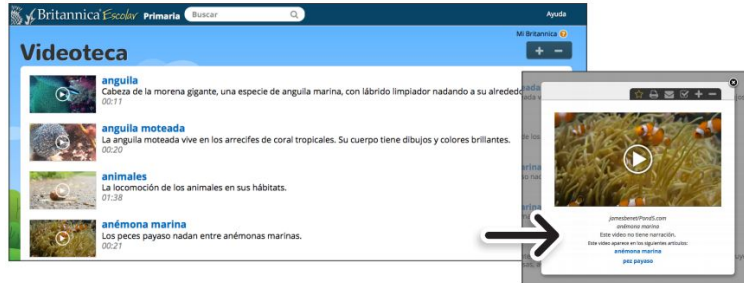 Britannica Escolar Primaria Buscar Ayuda
Mi Britannica
Videoteca
anguila
Cabeza de la morena gigante, una especie de anguila marina, con lábrido limpiador nadando a su alrededo
00:11
anguila moteada
La anguila moteada vive en los arrecifes de coral tropicales. Su cuerpo tiene dibujos y colores brillantes.
00:20
animales
La locomoción de los animales en sus hábitats.
01:38
anémona marina
Los peces payaso nadan entre anémonas marinas.
00:21
jamesbenet/Pond5.com
anémona marina
Este video no tiene narración.
Este video aparece en los siguientes artículos:
anémona marina
pez payaso